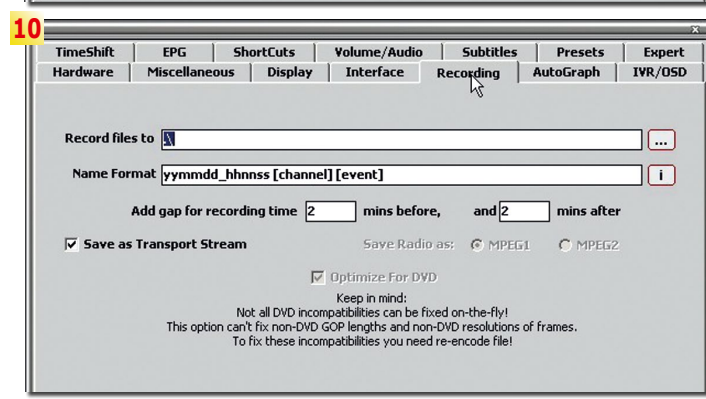 10
x
TimeShift EPG ShortCuts Volume/Audio Subtitles Presets Expert
Hardware Miscellaneous Display Interface Recording AutoGraph IVR/OSD
Record files to .\ ...
Name Format yymmdd_hhnnss [channel] [event] i
Add gap for recording time 2 mins before, and 2 mins after
Save as Transport Stream Save Radio as: MPEG1 MPEG2
Optimize For DVD
Keep in mind:
Not all DVD incompatibilities can be fixed on-the-fly!
This option can't fix non-DVD GOP lengths and non-DVD resolutions of frames.
To fix these incompatibilities you need re-encode file!